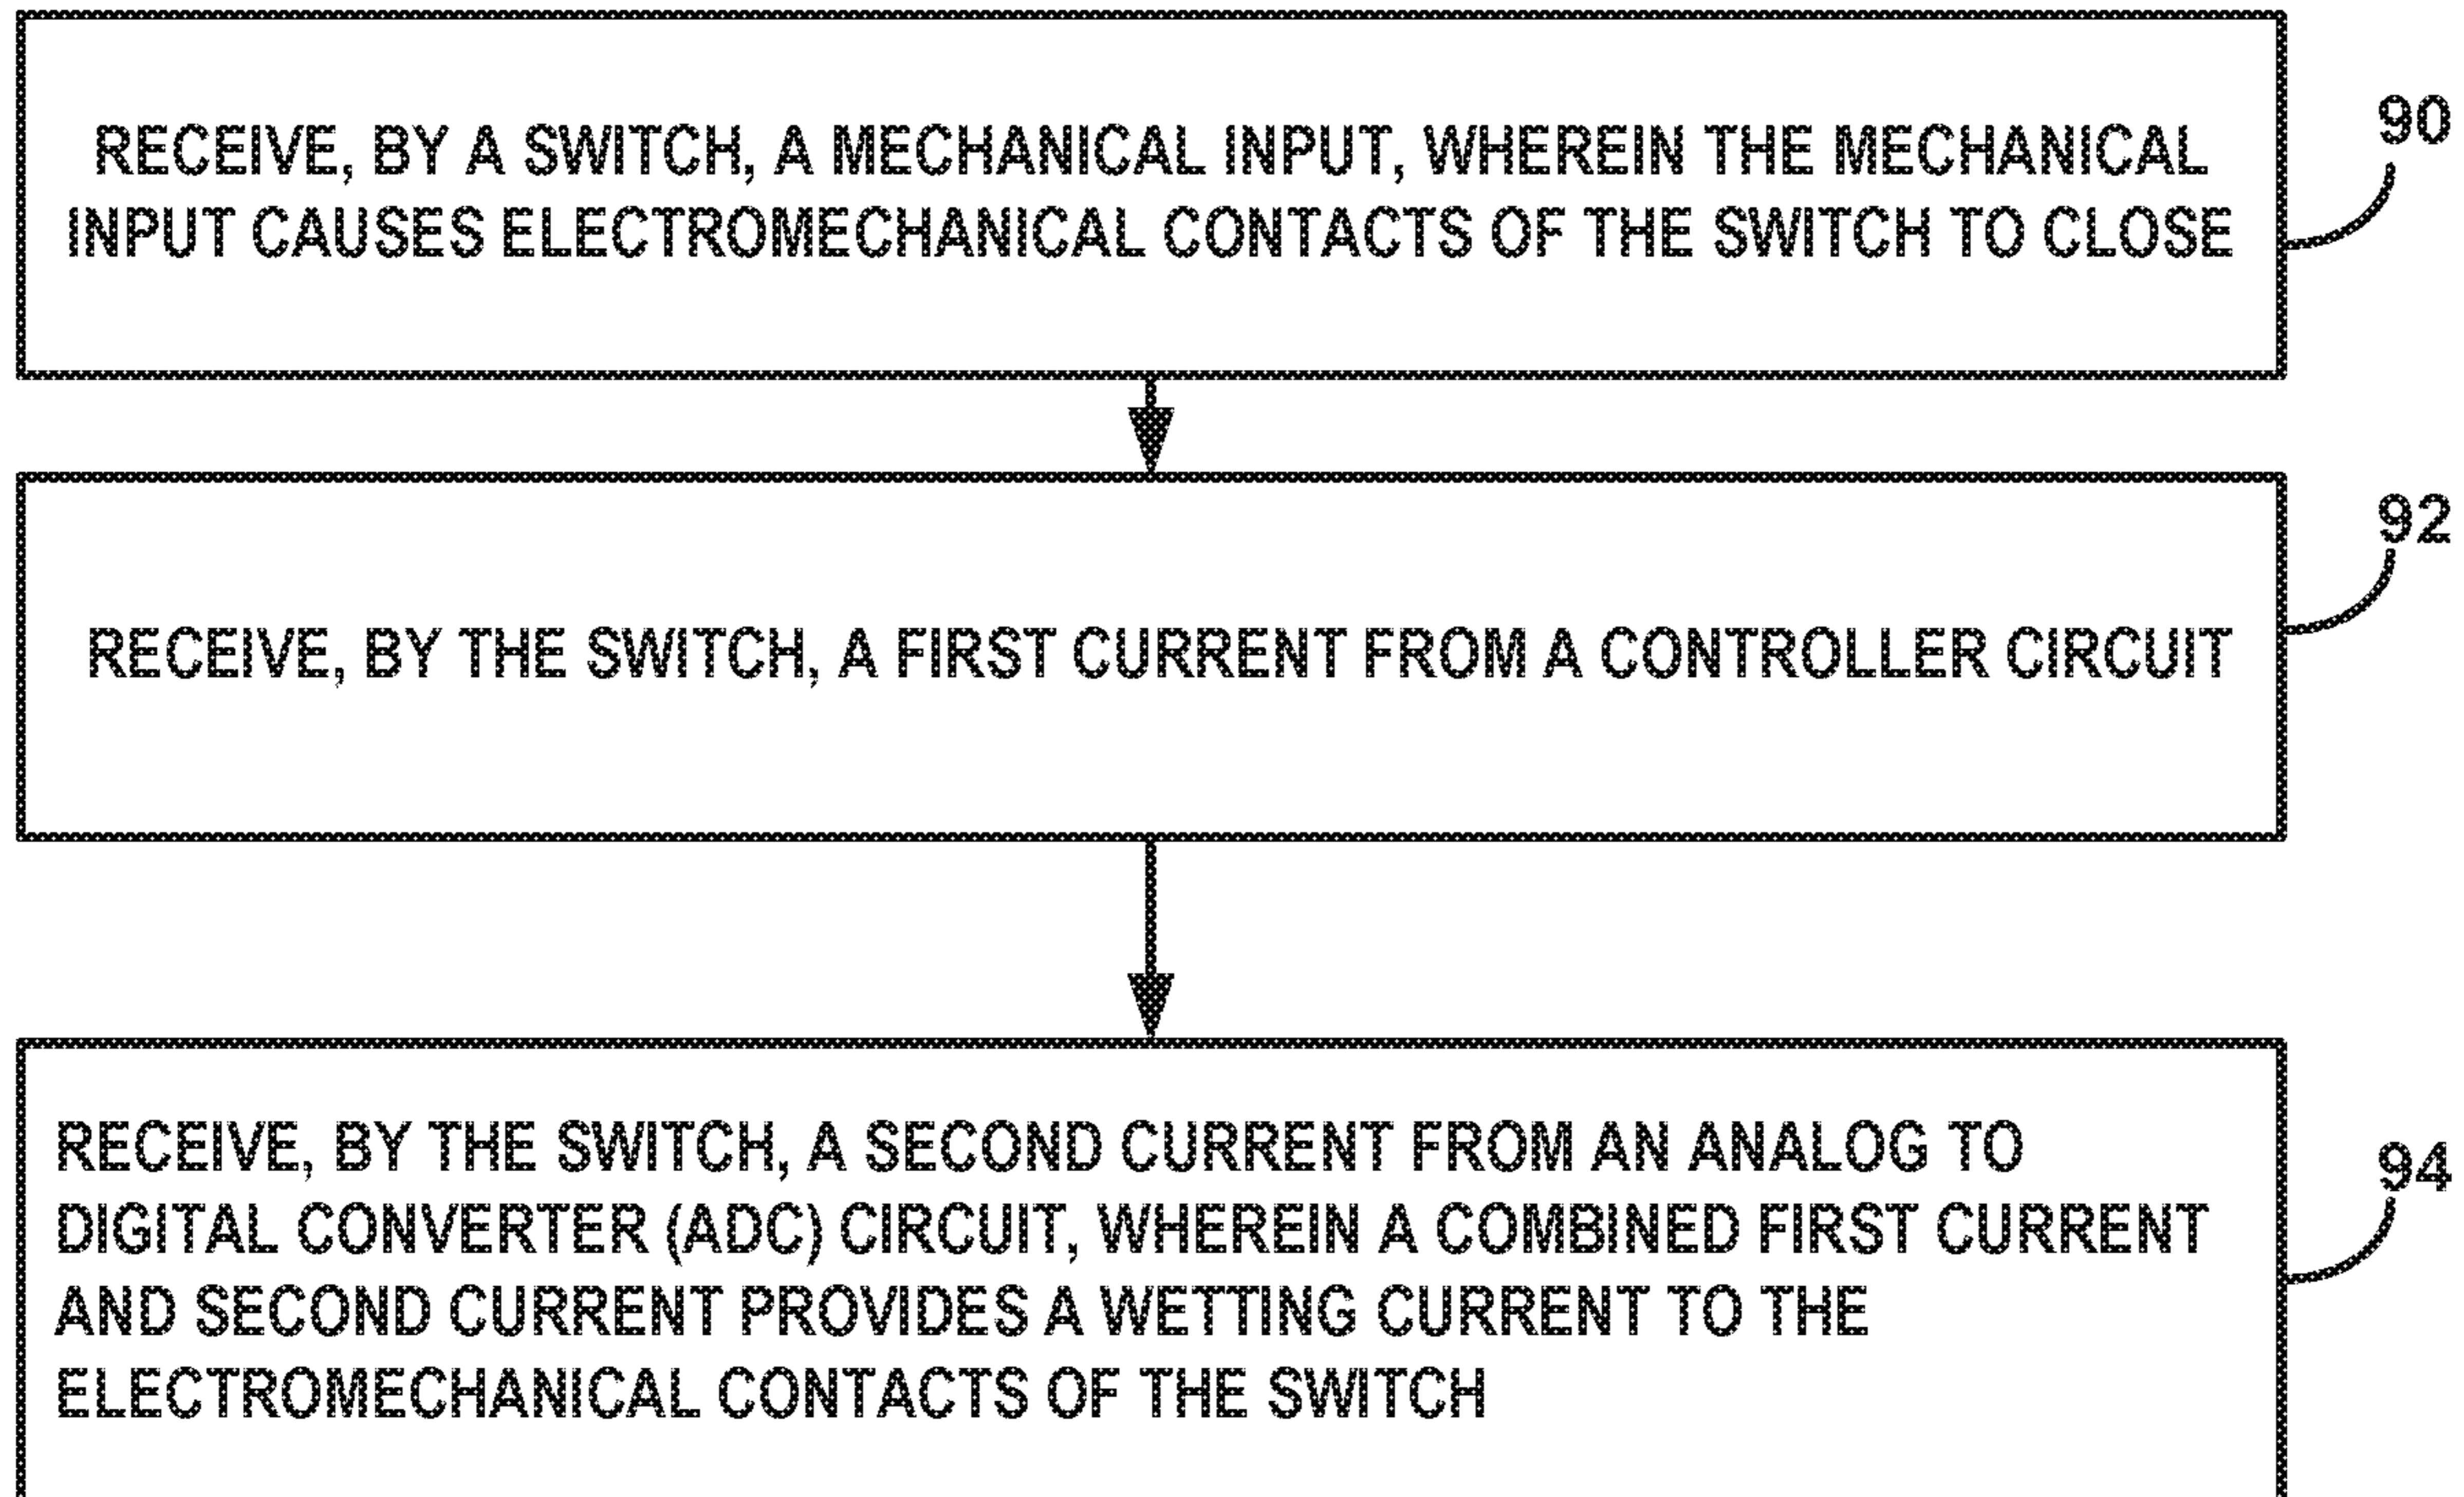 RECEIVE, BY A SWITCH, A MECHANICAL INPUT, WHEREIN THE MECHANICAL
INPUT CAUSES ELECTROMECHANICAL CONTACTS OF THE SWITCH TO CLOSE
90
RECEIVE, BY THE SWITCH, A FIRST CURRENT FROM A CONTROLLER CIRCUIT
92
RECEIVE, BY THE SWITCH, A SECOND CURRENT FROM AN ANALOG TO
DIGITAL CONVERTER (ADC) CIRCUIT, WHEREIN A COMBINED FIRST CURRENT
AND SECOND CURRENT PROVIDES A WETTING CURRENT TO THE
ELECTROMECHANICAL CONTACTS OF THE SWITCH
94